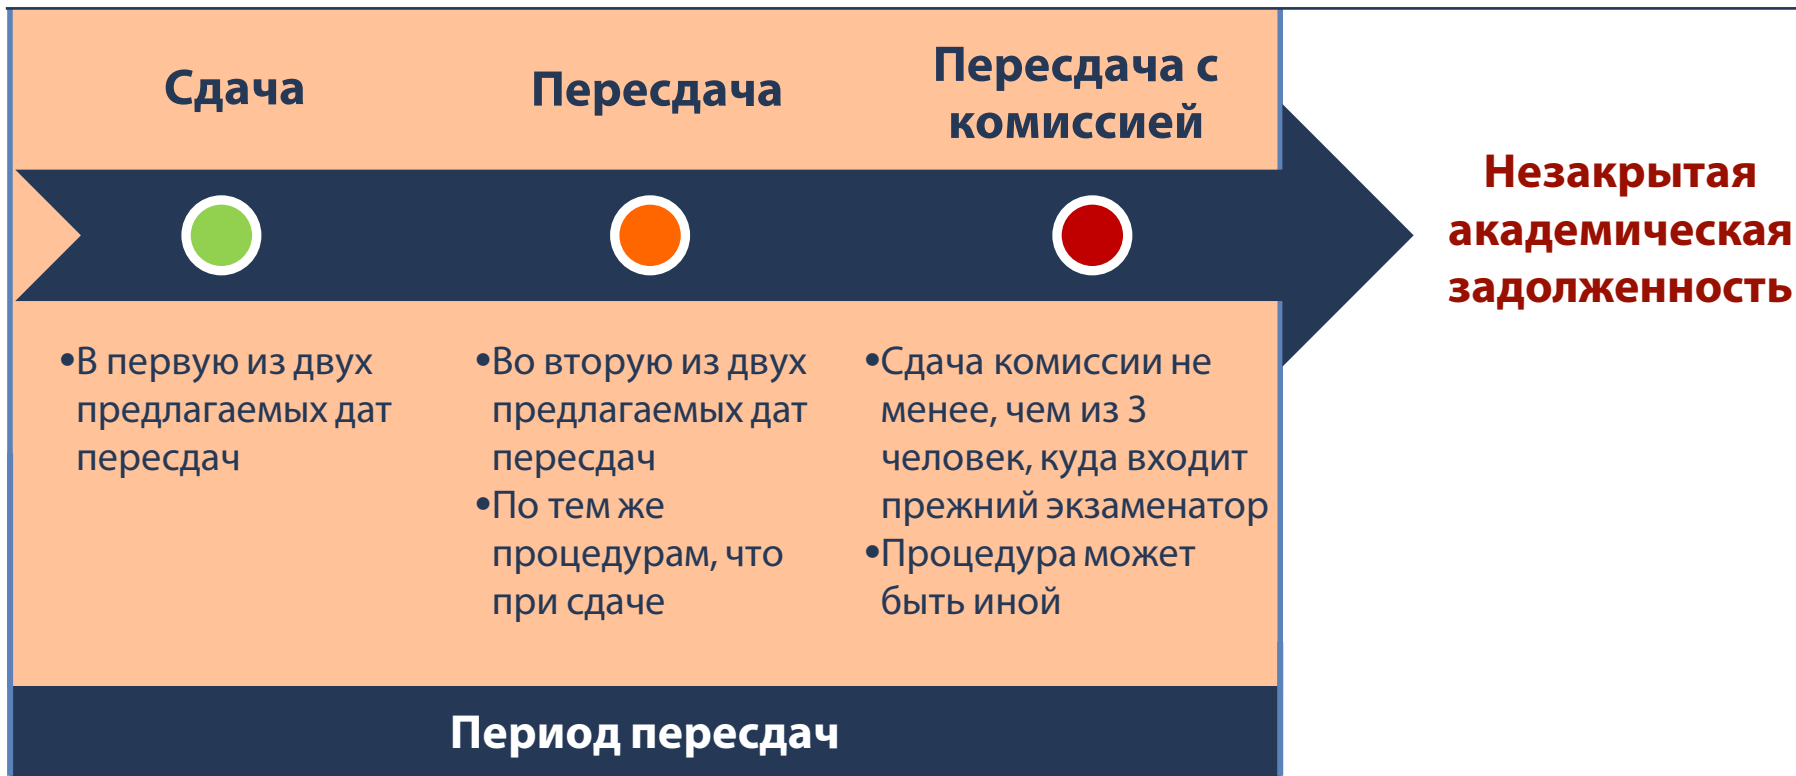 Сдача
Пересдача
Пересдача с
комиссией
Незакрытая
академическая
задолженность
•В первую из двух
предлагаемых дат
пересдач
•Во вторую из двух
предлагаемых дат
пересдач
•По тем же
процедурам, что
при сдаче
•Сдача комиссии не
менее, чем из 3
человек, куда входит
прежний экзаменатор
•Процедура может
быть иной
Период пересдач